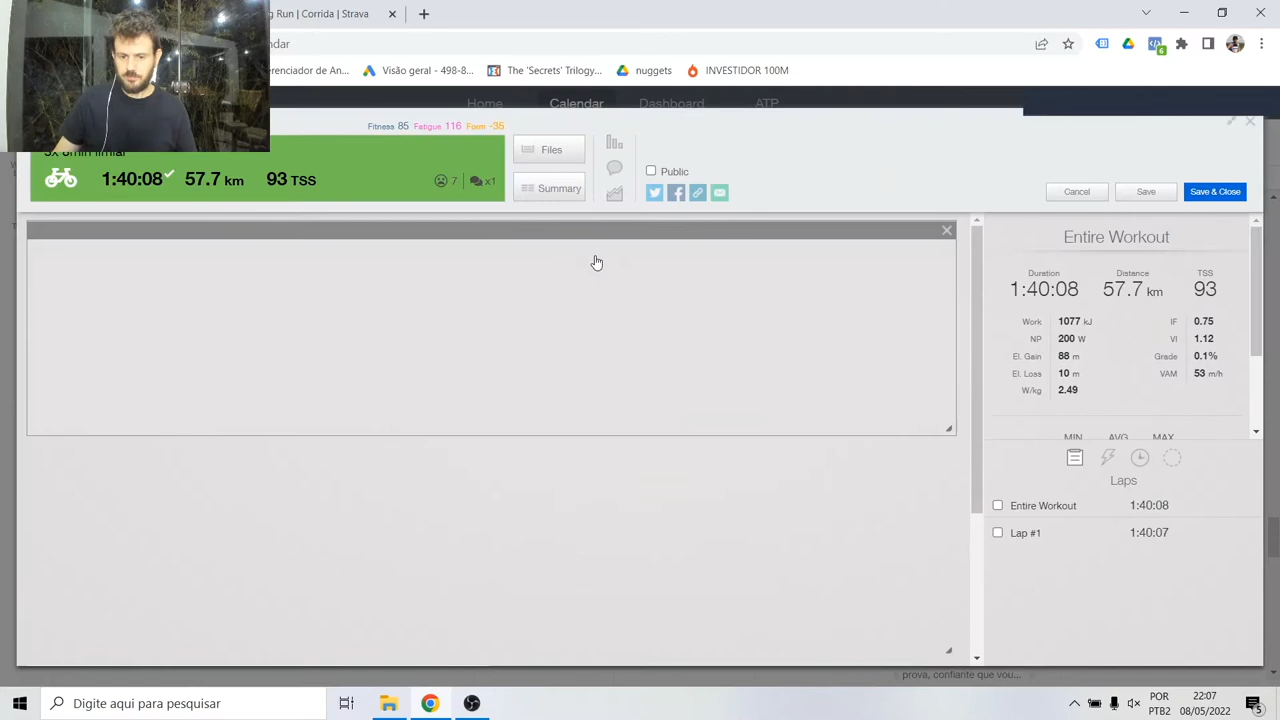 g Run | Corrida | Strava
ndar
erenciador de An...
Visão geral - 498-8...
The 'Secrets' Trilogy...
nuggets
INVESTIDOR 100M
6
Home
Calendar
Dashboard
ATP
Fitness 85 Fatigue 116 Form -35
3x 8min limiar
1:40:08 57.7 km 93 TSS
7 x1
Files
Summary
Public
Cancel
Save
Save & Close
Entire Workout
Duration Distance TSS
1:40:08 57.7 km 93
Work 1077 kJ IF 0.75
NP 200 W VI 1.12
El. Gain 88 m Grade 0.1%
El. Loss 10 m VAM 53 m/h
W/kg 2.49
MIN AVG MAX
Laps
Entire Workout 1:40:08
Lap #1 1:40:07
prova, confiante que vou...
Digite aqui para pesquisar
POR 22:07
PTB2 08/05/2022
5